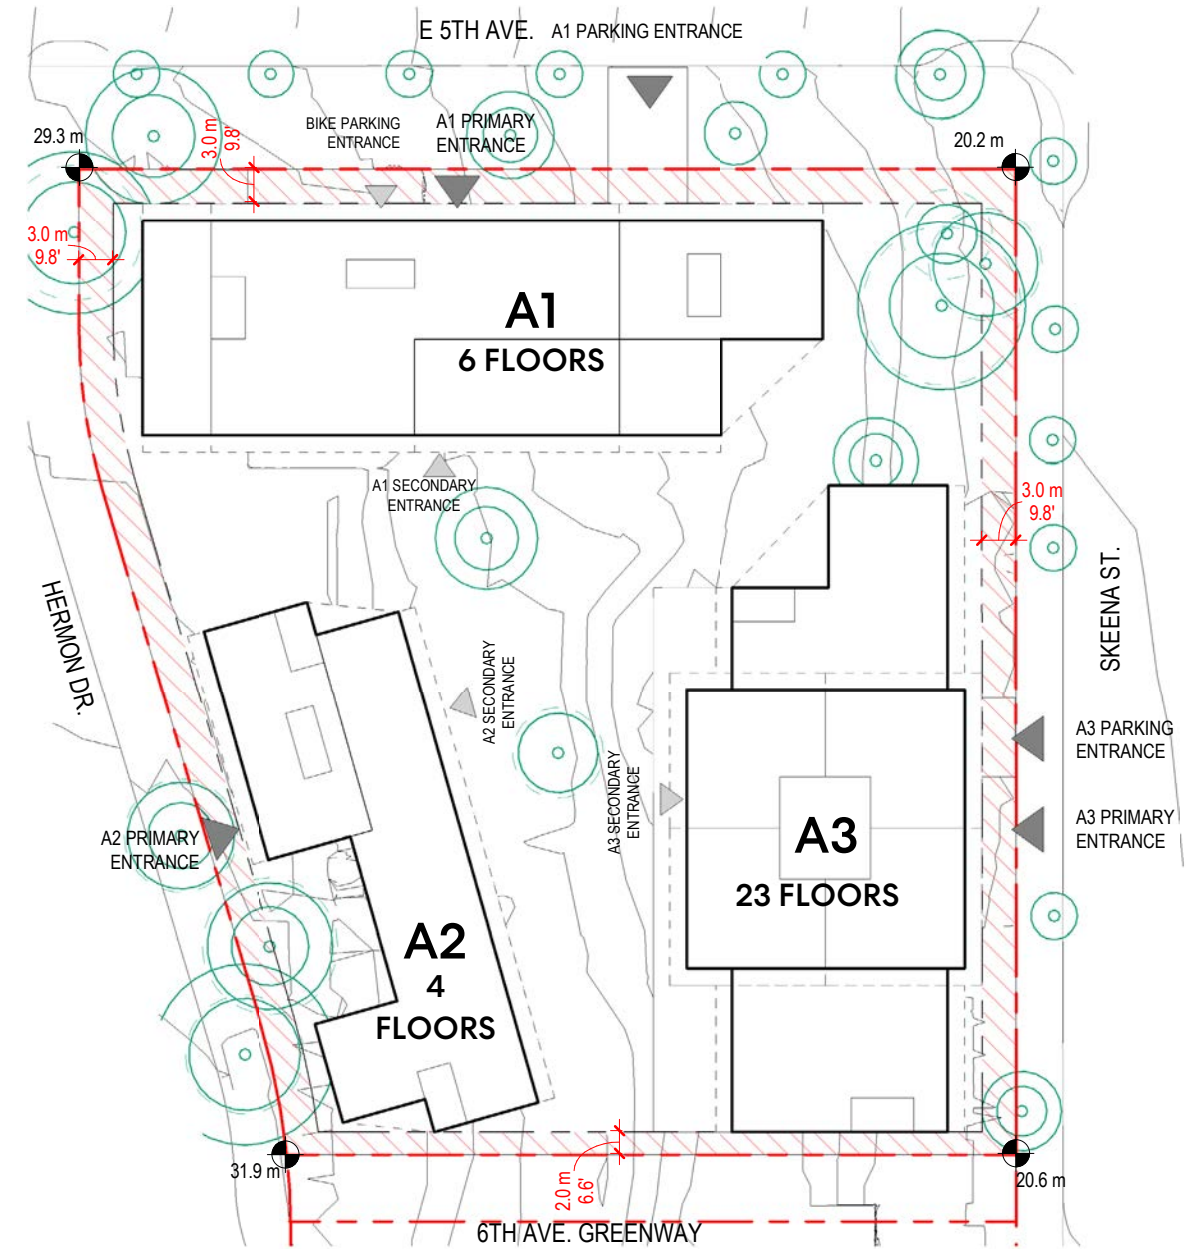 E 5TH AVE.
A1 PARKING ENTRANCE
29.3 m
3.0 m
9.8'
BIKE PARKING
ENTRANCE
A1 PRIMARY
ENTRANCE
20.2 m
3.0 m
9.8'
A1
6 FLOORS
A1 SECONDARY
ENTRANCE
3.0 m
9.8'
HERMON DR.
SKEENA ST.
A2 SECONDARY
ENTRANCE
A3 SECONDARY
ENTRANCE
A3 PARKING
ENTRANCE
A2 PRIMARY
ENTRANCE
A3
23 FLOORS
A3 PRIMARY
ENTRANCE
A2
4
FLOORS
31.9 m
2.0 m
6.6'
20.6 m
6TH AVE. GREENWAY